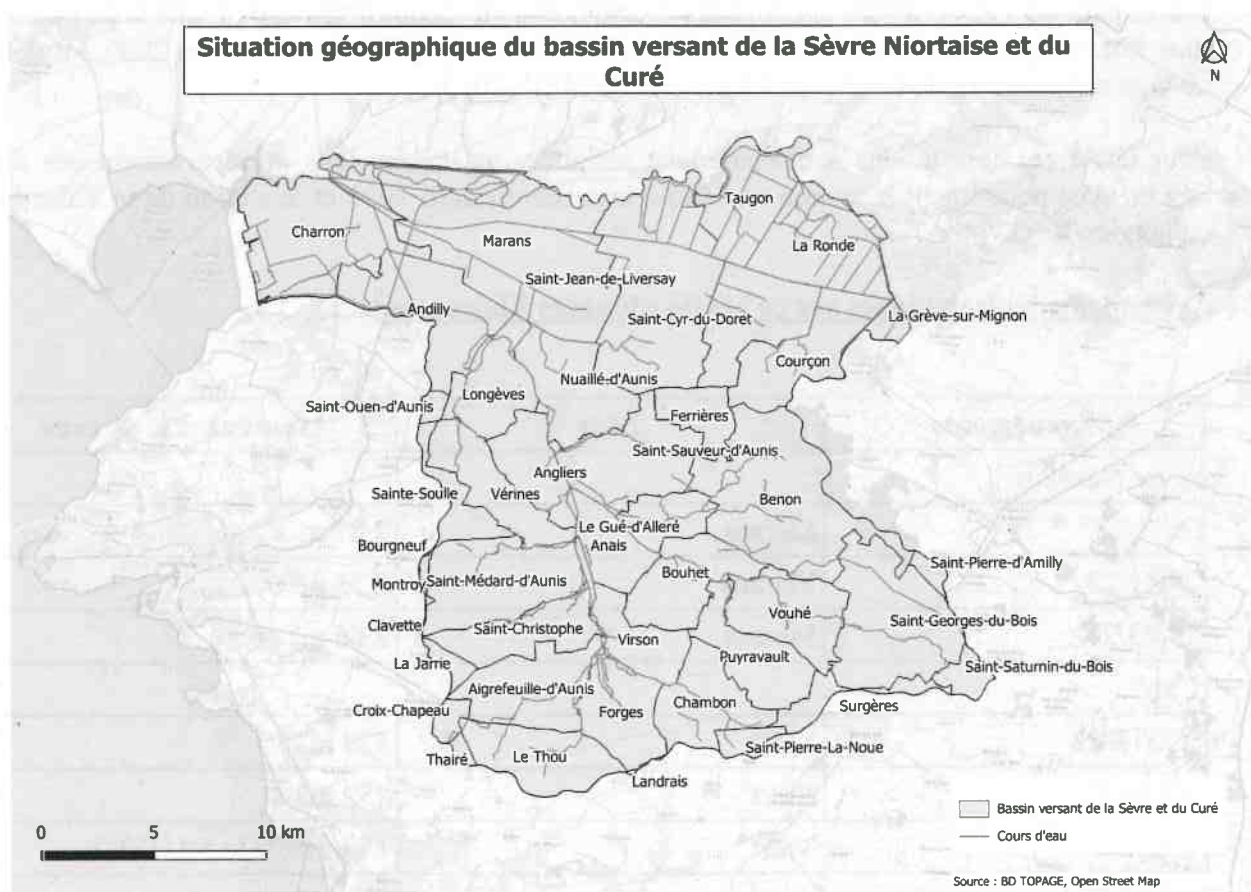 Situation géographique du bassin versant de la Sèvre Niortaise et du
Curé
N
Taugon
Charron
Marans
La Ronde
Saint-Jean-de-Liversay
Andilly
Saint-Cyr-du-Doret
La Grève-sur-Mignon
Courçon
Nuaillé-d'Aunis
Longèves
Saint-Ouen-d'Aunis
Ferrières
Saint-Sauveur-d'Aunis
Angliers
Sainte-Soulle
Vérines
Benon
Le Gué-d'Alleré
Bourgneuf
Anais
Saint-Pierre-d'Amilly
Bouhet
Montroy
Saint-Médard-d'Aunis
Vouhé
Saint-Georges-du-Bois
Clavette
Saint-Christophe
Virson
La Jarrie
Puyravault
Saint-Saturnin-du-Bois
Aigrefeuille-d'Aunis
Chambon
Croix-Chapeau
Forges
Surgères
Saint-Pierre-La-Noue
Thairé
Le Thou
Landrais
0 5 10 km
Bassin versant de la Sèvre et du Curé
Cours d'eau
Source : BD TOPAGE, Open Street Map